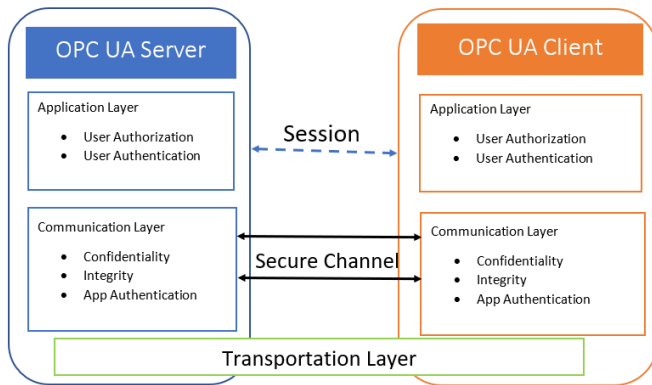 OPC UA Server
Application Layer
• User Authorization
• User Authentication
Communication Layer
• Confidentiality
• Integrity
• App Authentication
Session
Secure Channel
OPC UA Client
Application Layer
• User Authorization
• User Authentication
Communication Layer
• Confidentiality
• Integrity
• App Authentication
Transportation Layer